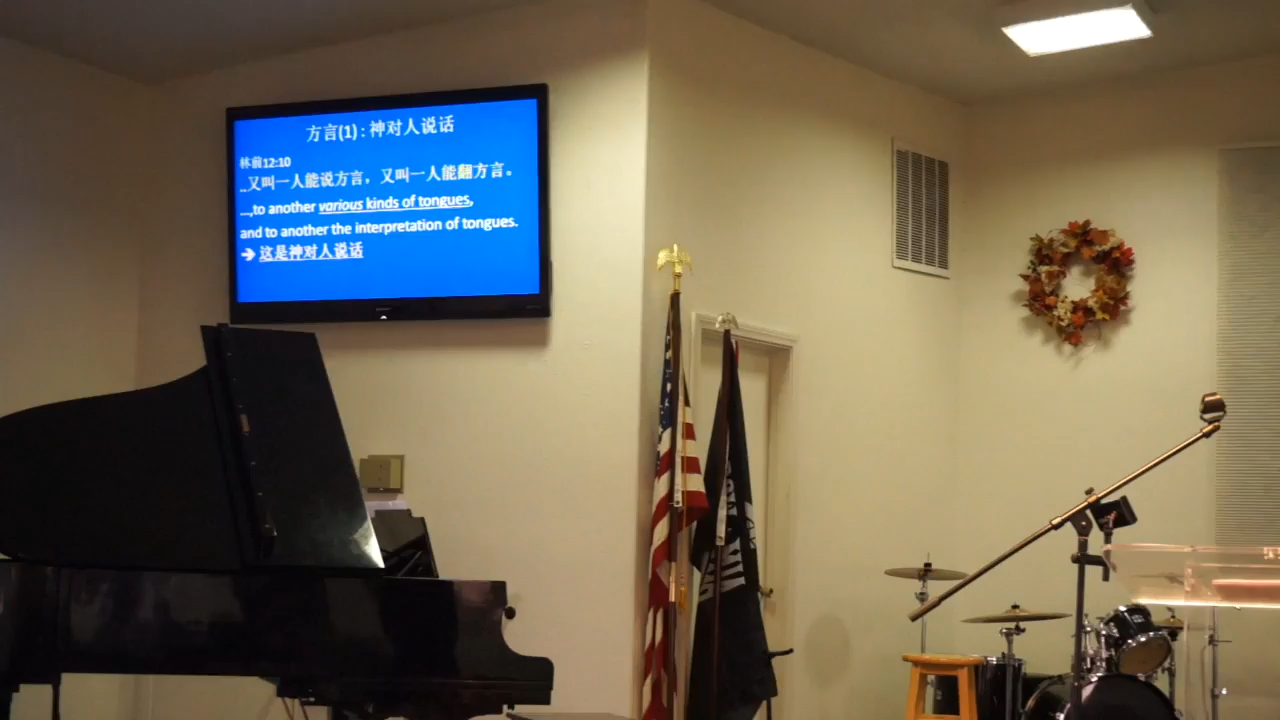 方言(1) : 神对人说话
林前12:10
...又叫一人能说方言，又叫一人能翻方言。
...,to another various kinds of tongues,
and to another the interpretation of tongues.
➔ 这是神对人说话